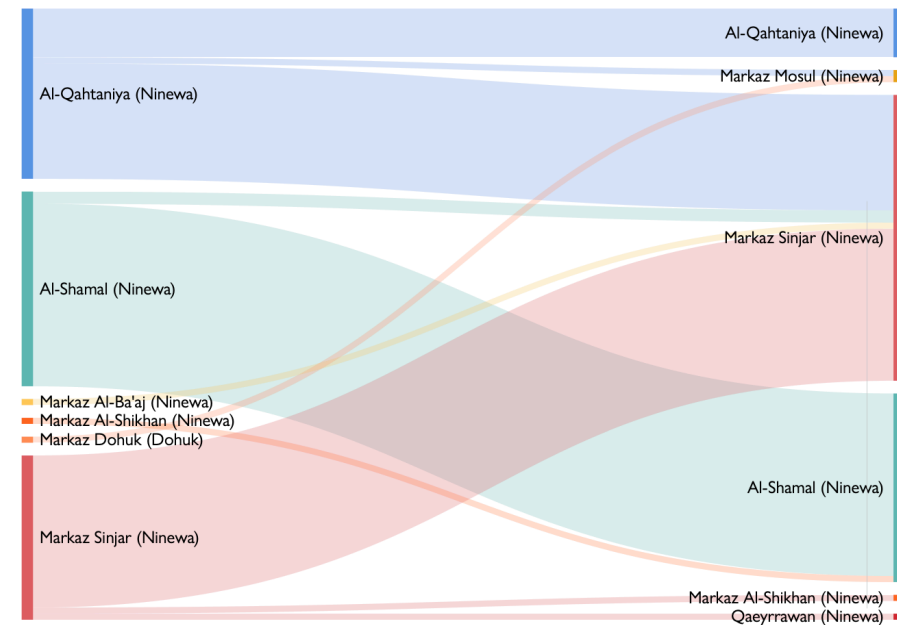 Al-Qahtaniya (Ninewa)
Al-Shamal (Ninewa)
Markaz Al-Ba'aj (Ninewa)
Markaz Al-Shikhan (Ninewa)
Markaz Dohuk (Dohuk)
Markaz Sinjar (Ninewa)
Al-Qahtaniya (Ninewa)
Markaz Mosul (Ninewa)
Markaz Sinjar (Ninewa)
Al-Shamal (Ninewa)
Markaz Al-Shikhan (Ninewa)
Qaeyrrawan (Ninewa)